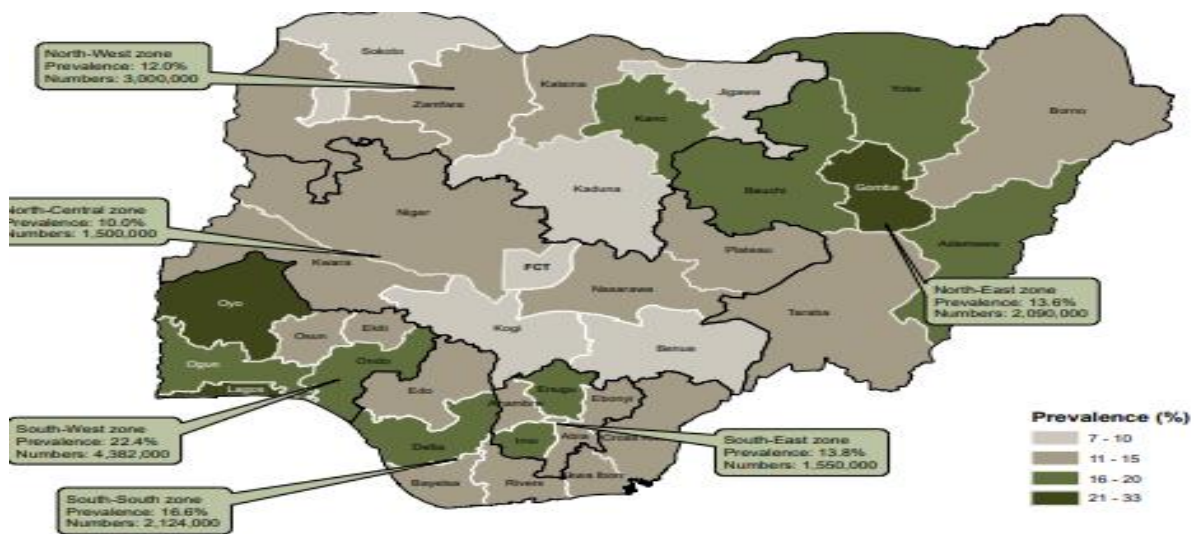 North-West zone
Prevalence: 12.0%
Numbers: 3,000,000
Sokoto
Zamfara
Katsina
Kano
Jigawa
Yobe
Borno
Kaduna
Bauchi
Gombe
Adamawa
North-Central zone
Prevalence: 10.0%
Numbers: 1,500,000
Niger
Kwara
FCT
Plateau
Nasarawa
Taraba
North-East zone
Prevalence: 13.6%
Numbers: 2,090,000
Oyo
Osun
Ekiti
Kogi
Benue
Ogun
Ondo
Lagos
Edo
Enugu
Anambra
Ebonyi
South-West zone
Prevalence: 22.4%
Numbers: 4,382,000
Delta
Imo
Abia
South-East zone
Prevalence: 13.8%
Numbers: 1,550,000
Bayelsa
Rivers
South-South zone
Prevalence: 16.6%
Numbers: 2,124,000
Prevalence (%)
7 - 10
11 - 15
16 - 20
21 - 33